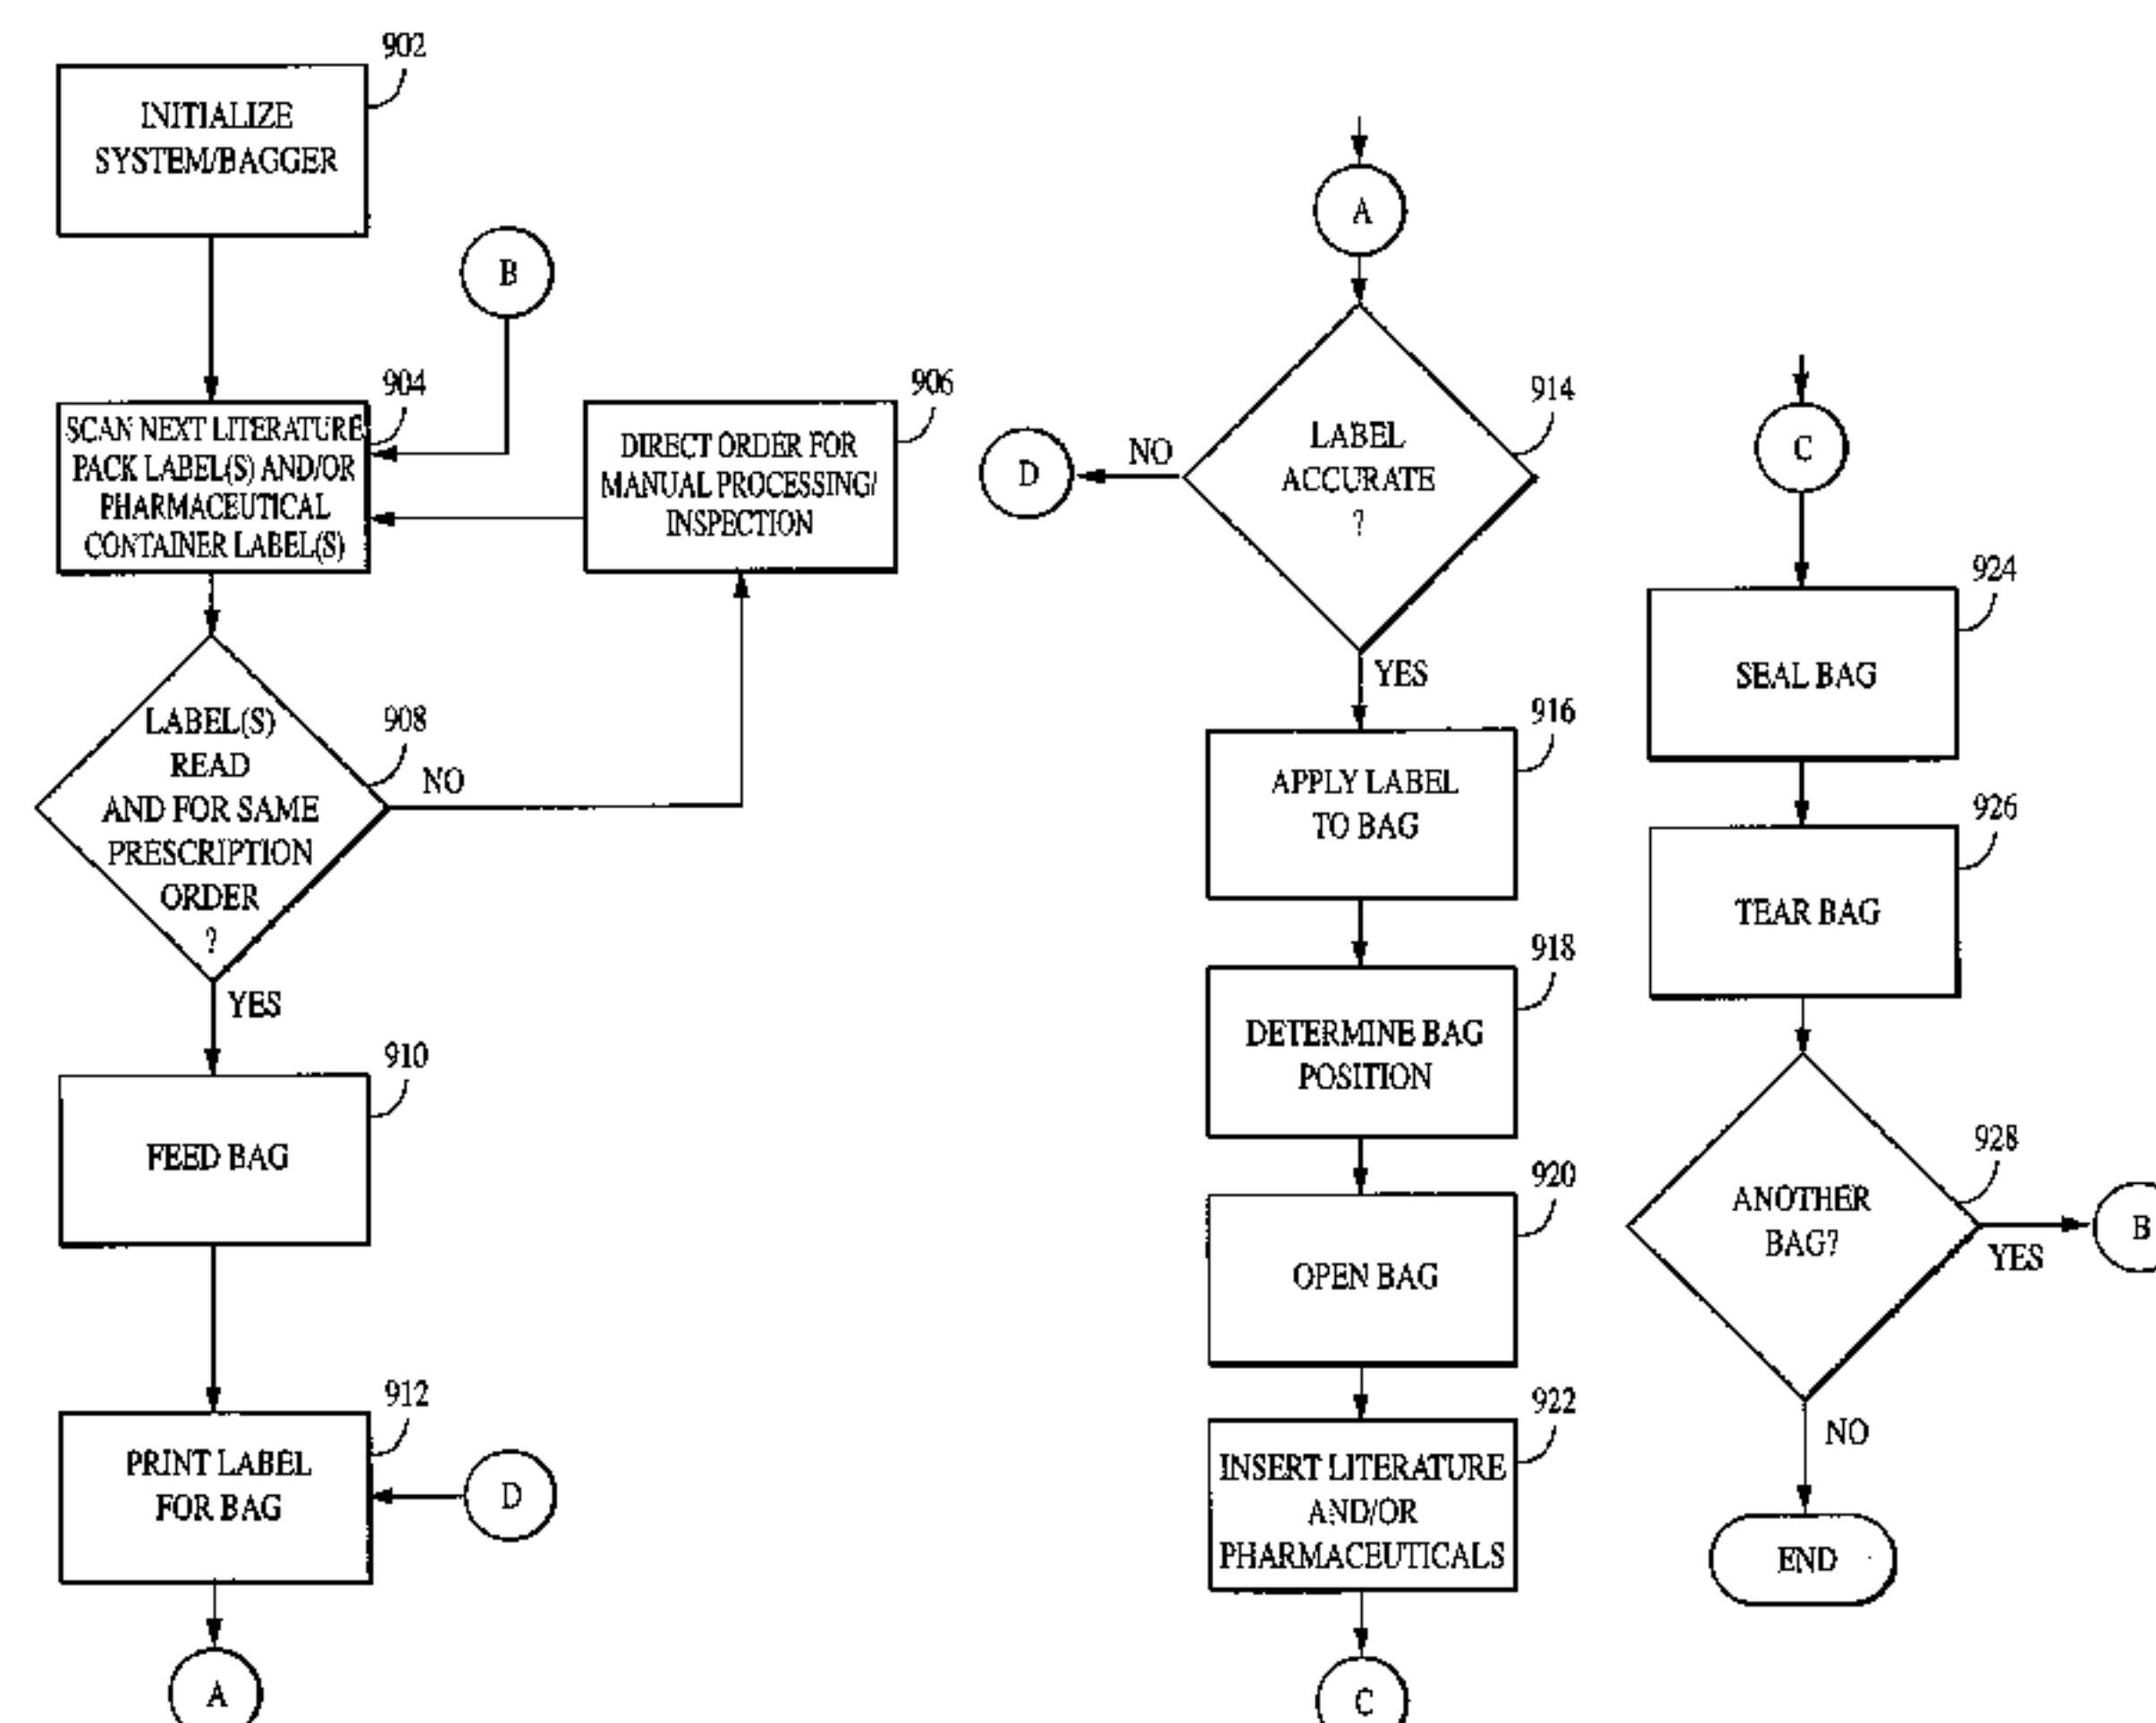 902
INITIALIZE
SYSTEM/BAGGER
B
904
SCAN NEXT LITERATURE
PACK LABEL(S) AND/OR
PHARMACEUTICAL
CONTAINER LABEL(S)
906
DIRECT ORDER FOR
MANUAL PROCESSING/
INSPECTION
908
LABEL(S)
READ
AND FOR SAME
PRESCRIPTION
ORDER
?
NO
YES
910
FEED BAG
912
PRINT LABEL
FOR BAG
D
A
A
914
LABEL
ACCURATE
?
NO
D
YES
916
APPLY LABEL
TO BAG
918
DETERMINE BAG
POSITION
920
OPEN BAG
922
INSERT LITERATURE
AND/OR
PHARMACEUTICALS
C
C
924
SEAL BAG
926
TEAR BAG
928
ANOTHER
BAG?
YES
B
NO
END